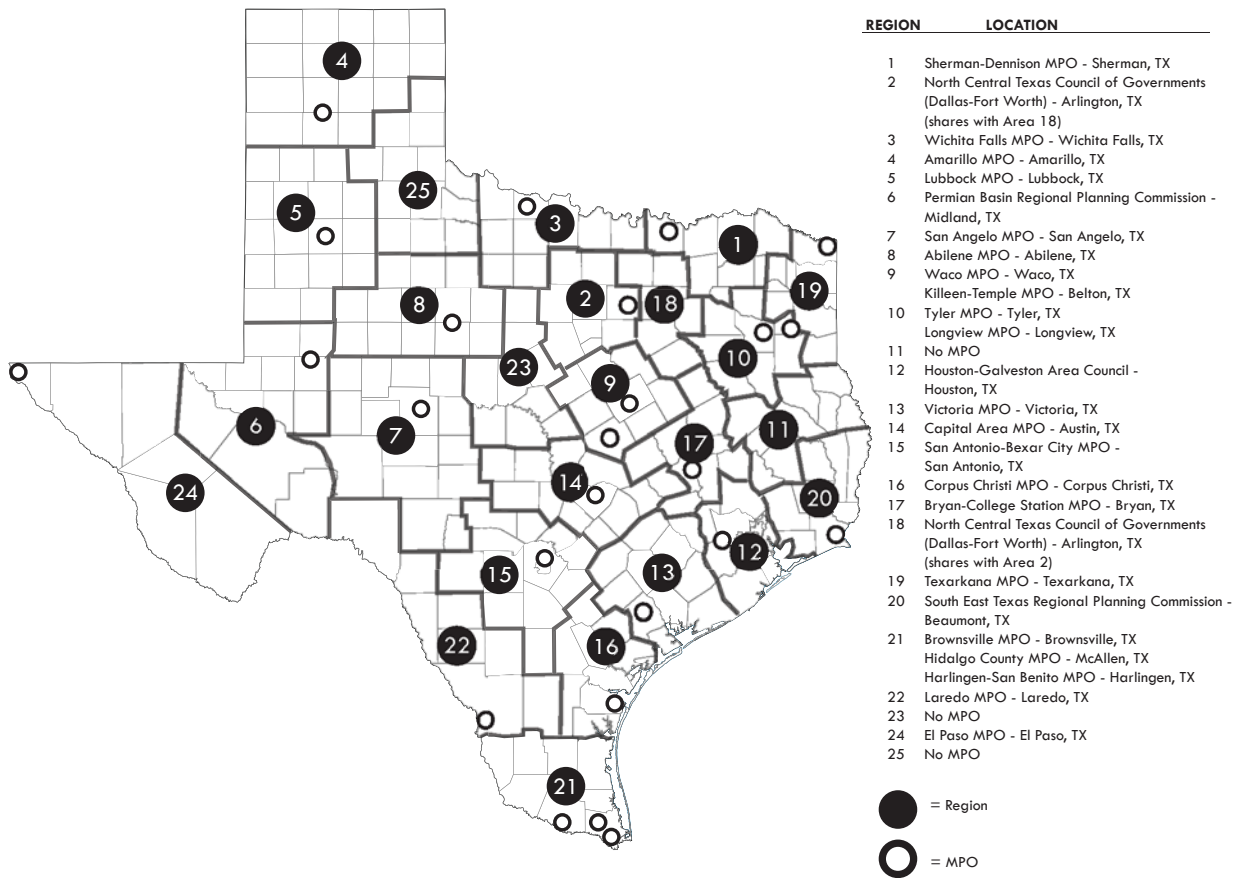 REGION LOCATION
1 Sherman-Dennison MPO - Sherman, TX
2 North Central Texas Council of Governments
(Dallas-Fort Worth) - Arlington, TX
(shares with Area 18)
3 Wichita Falls MPO - Wichita Falls, TX
4 Amarillo MPO - Amarillo, TX
5 Lubbock MPO - Lubbock, TX
6 Permian Basin Regional Planning Commission -
Midland, TX
7 San Angelo MPO - San Angelo, TX
8 Abilene MPO - Abilene, TX
9 Waco MPO - Waco, TX
Killeen-Temple MPO - Belton, TX
10 Tyler MPO - Tyler, TX
Longview MPO - Longview, TX
11 No MPO
12 Houston-Galveston Area Council -
Houston, TX
13 Victoria MPO - Victoria, TX
14 Capital Area MPO - Austin, TX
15 San Antonio-Bexar City MPO -
San Antonio, TX
16 Corpus Christi MPO - Corpus Christi, TX
17 Bryan-College Station MPO - Bryan, TX
18 North Central Texas Council of Governments
(Dallas-Fort Worth) - Arlington, TX
(shares with Area 2)
19 Texarkana MPO - Texarkana, TX
20 South East Texas Regional Planning Commission -
Beaumont, TX
21 Brownsville MPO - Brownsville, TX
Hidalgo County MPO - McAllen, TX
Harlingen-San Benito MPO - Harlingen, TX
22 Laredo MPO - Laredo, TX
23 No MPO
24 El Paso MPO - El Paso, TX
25 No MPO
= Region
= MPO
4
25
5
3
1
19
2
18
8
10
23
9
6
7
11
17
14
24
20
12
15
13
22
16
21